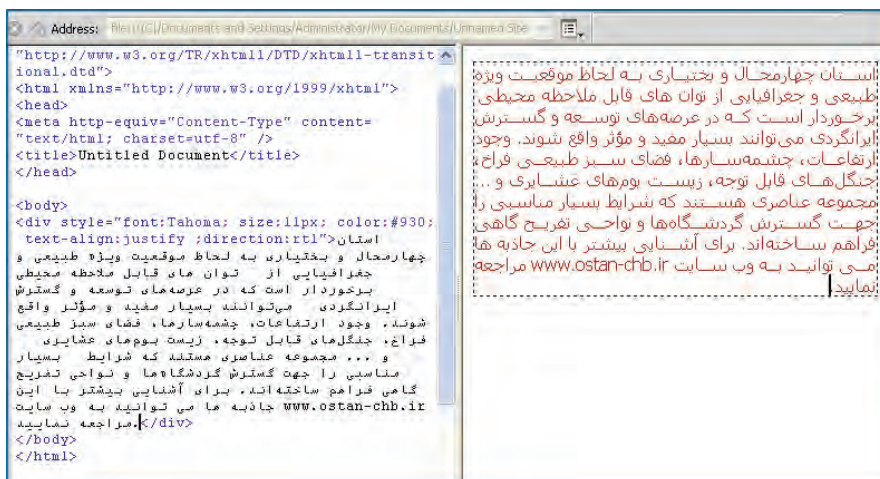 Address: file:///C|/Documents and Settings/Administrator/My Documents/Unnamed Site
"http://www.w3.org/TR/xhtml1/DTD/xhtml1-transit
ional.dtd">
<html xmlns="http://www.w3.org/1999/xhtml">
<head>
<meta http-equiv="Content-Type" content=
"text/html; charset=utf-8" />
<title>Untitled Document</title>
</head>
<body>
<div style="font:Tahoma; size:11px; color:#930;
text-align:justify ;direction:rtl">استان
چهارمحال و بختیاری به لحاظ موقعیت ویژه طبیعی و
جغرافیایی از توان های قابل ملاحظه محیطی
برخوردار است که در عرصه‌های توسعه و گسترش
ایرانگردی می‌توانند بسیار مفید و مؤثر واقع
شوند. وجود ارتفاعات، چشمه‌سارها، فضای سبز طبیعی
فراخ، جنگل‌های قابل توجه، زیست بوم‌های عشایری
و ... مجموعه عناصری هستند که شرایط بسیار
مناسبی را جهت گسترش گردشگاه‌ها و نواحی تفریح
گاهی فراهم ساخته‌اند. برای آشنایی بیشتر با این
جاذبه ها می توانید به وب سایت www.ostan-chb.ir
مراجعه نمایید.</div>
</body>
</html>
استان چهارمحال و بختیاری به لحاظ موقعیت ویژه
طبیعی و جغرافیایی از توان های قابل ملاحظه محیطی
برخوردار است که در عرصه‌های توسعه و گسترش
ایرانگردی می‌توانند بسیار مفید و مؤثر واقع شوند. وجود
ارتفاعات، چشمه‌سارها، فضای سبز طبیعی فراخ،
جنگل‌های قابل توجه، زیست بوم‌های عشایری و ...
مجموعه عناصری هستند که شرایط بسیار مناسبی را
جهت گسترش گردشگاه‌ها و نواحی تفریح گاهی
فراهم ساخته‌اند. برای آشنایی بیشتر با این جاذبه ها
می توانید به وب سایت www.ostan-chb.ir مراجعه
نمایید.